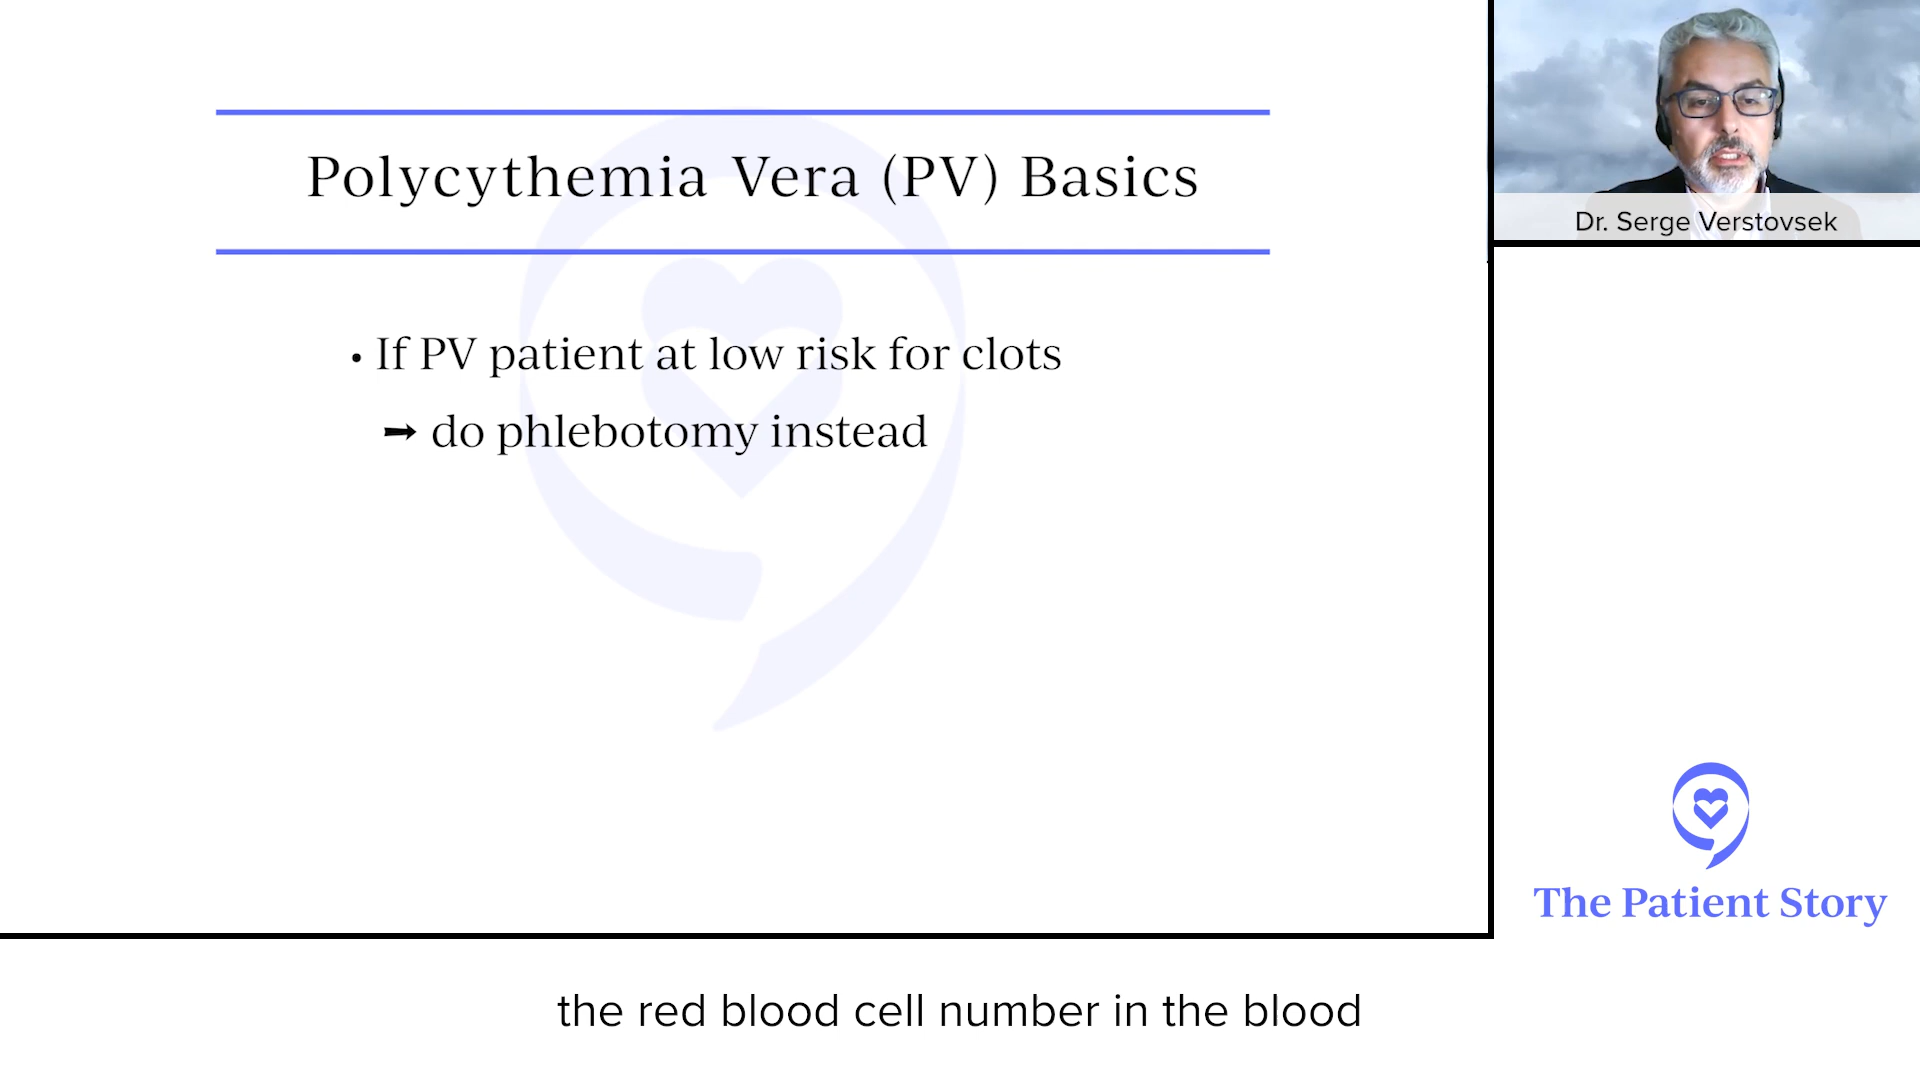 Polycythemia Vera (PV) Basics
• If PV patient at low risk for clots
➞ do phlebotomy instead
Dr. Serge Verstovsek
The Patient Story
the red blood cell number in the blood